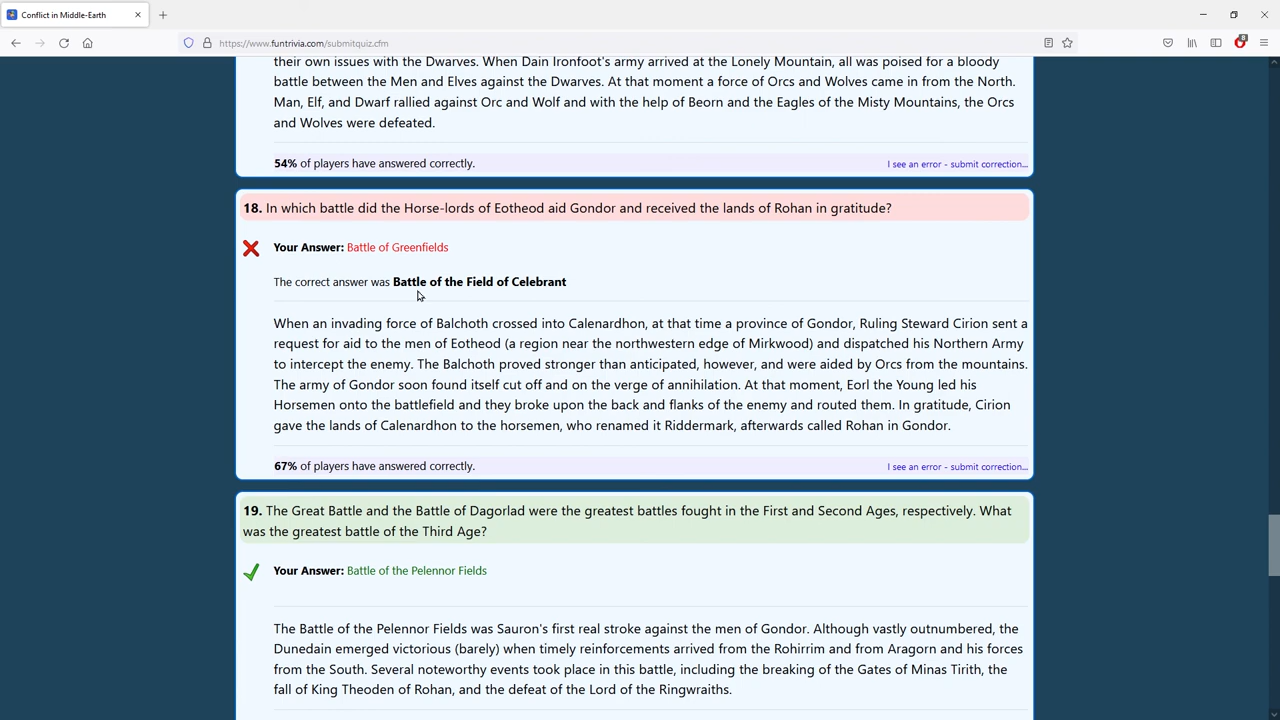 Conflict in Middle-Earth
https://www.funtrivia.com/submitquiz.cfm
their own issues with the Dwarves. When Dain Ironfoot's army arrived at the Lonely Mountain, all was poised for a bloody
battle between the Men and Elves against the Dwarves. At that moment a force of Orcs and Wolves came in from the North.
Man, Elf, and Dwarf rallied against Orc and Wolf and with the help of Beorn and the Eagles of the Misty Mountains, the Orcs
and Wolves were defeated.
54% of players have answered correctly.
I see an error - submit correction...
18. In which battle did the Horse-lords of Eotheod aid Gondor and received the lands of Rohan in gratitude?
Your Answer: Battle of Greenfields
The correct answer was Battle of the Field of Celebrant
When an invading force of Balchoth crossed into Calenardhon, at that time a province of Gondor, Ruling Steward Cirion sent a
request for aid to the men of Eotheod (a region near the northwestern edge of Mirkwood) and dispatched his Northern Army
to intercept the enemy. The Balchoth proved stronger than anticipated, however, and were aided by Orcs from the mountains.
The army of Gondor soon found itself cut off and on the verge of annihilation. At that moment, Eorl the Young led his
Horsemen onto the battlefield and they broke upon the back and flanks of the enemy and routed them. In gratitude, Cirion
gave the lands of Calenardhon to the horsemen, who renamed it Riddermark, afterwards called Rohan in Gondor.
67% of players have answered correctly.
I see an error - submit correction...
19. The Great Battle and the Battle of Dagorlad were the greatest battles fought in the First and Second Ages, respectively. What
was the greatest battle of the Third Age?
Your Answer: Battle of the Pelennor Fields
The Battle of the Pelennor Fields was Sauron's first real stroke against the men of Gondor. Although vastly outnumbered, the
Dunedain emerged victorious (barely) when timely reinforcements arrived from the Rohirrim and from Aragorn and his forces
from the South. Several noteworthy events took place in this battle, including the breaking of the Gates of Minas Tirith, the
fall of King Theoden of Rohan, and the defeat of the Lord of the Ringwraiths.